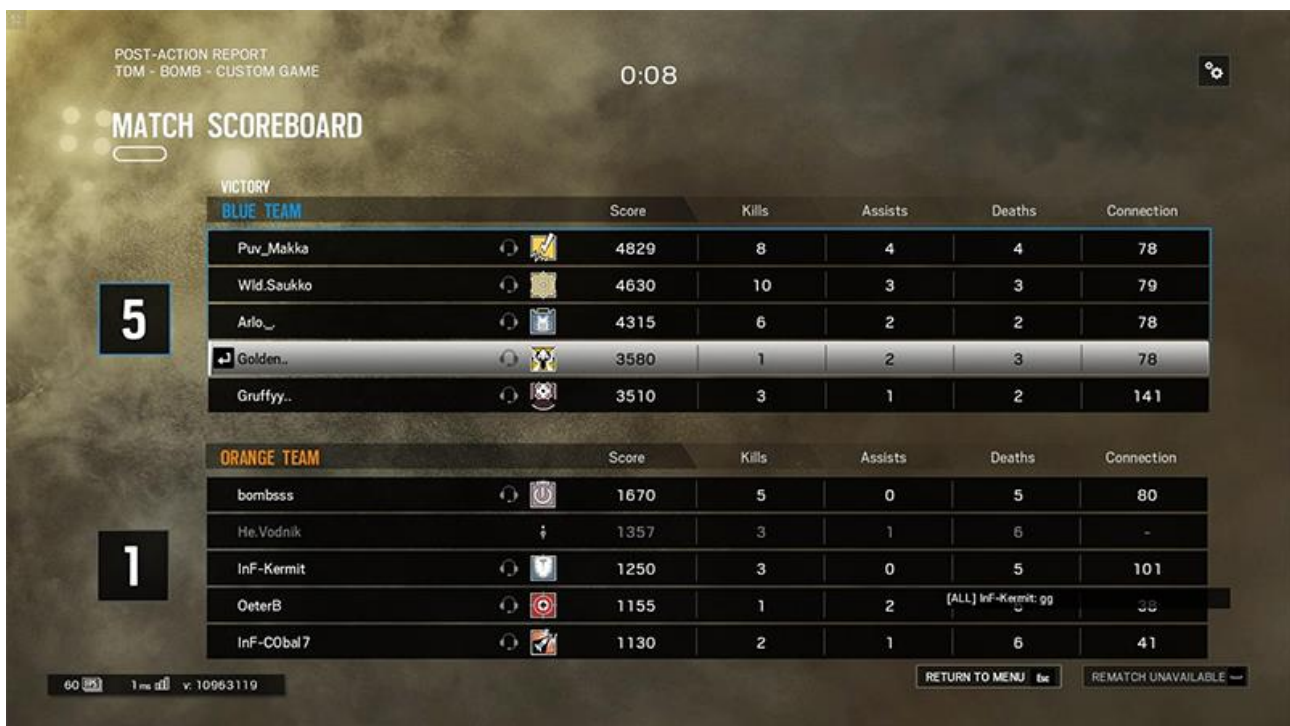 POST-ACTION REPORT
TDM - BOMB - CUSTOM GAME
0:08
MATCH SCOREBOARD
VICTORY
BLUE TEAM Score Kills Assists Deaths Connection
Puv_Makka 4829 8 4 4 78
Wld.Saukko 4630 10 3 3 79
5
Arlo._. 4315 6 2 2 78
Golden.. 3580 1 2 3 78
Gruffyy.. 3510 3 1 2 141
ORANGE TEAM Score Kills Assists Deaths Connection
bombsss 1670 5 0 5 80
He.Vodnik 1357 3 1 6 -
1
InF-Kermit 1250 3 0 5 101
OeterB 1155 1 2 38
[ALL] InF-Kermit: gg
InF-C0bal7 1130 2 1 6 41
60 FPS 1 ms v: 10963119
RETURN TO MENU Esc REMATCH UNAVAILABLE